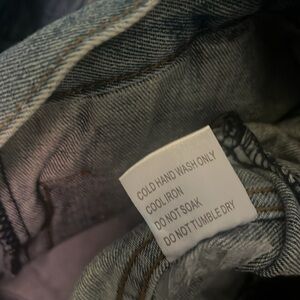 COLD HAND WASH ONLY
COOL IRON
DO NOT SOAK
DO NOT TUMBLE DRY